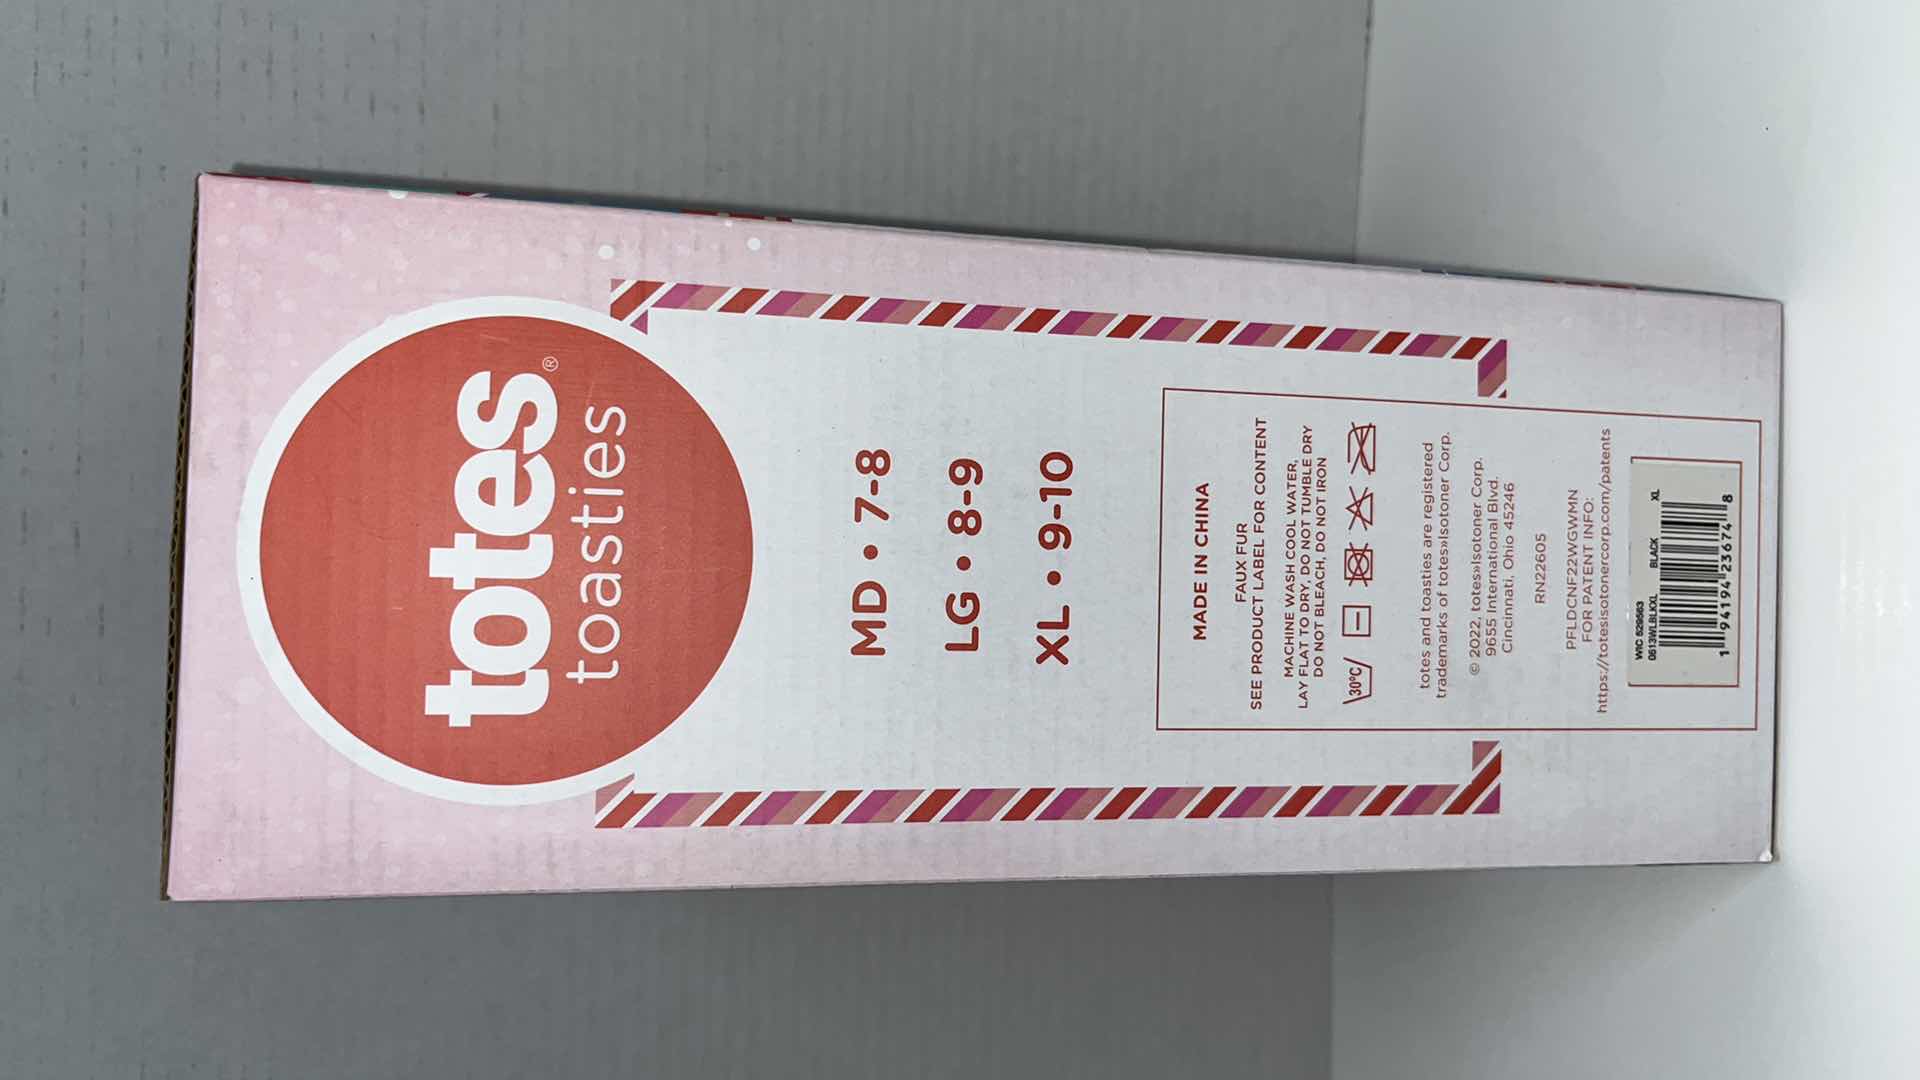 totes®
toasties
MD • 7-8
LG • 8-9
XL • 9-10
MADE IN CHINA
FAUX FUR
SEE PRODUCT LABEL FOR CONTENT
MACHINE WASH COOL WATER,
LAY FLAT TO DRY, DO NOT TUMBLE DRY
DO NOT BLEACH, DO NOT IRON
30°C
totes and toasties are registered
trademarks of totes»Isotoner Corp.
© 2022, totes»Isotoner Corp.
9655 International Blvd.
Cincinnati, Ohio 45246
RN22605
PFLDCNF22WGWMN
FOR PATENT INFO:
https://totesisotonercorp.com/patents
WIC 528563
0613WLBLKXL BLACK XL
1 94194 23674 8